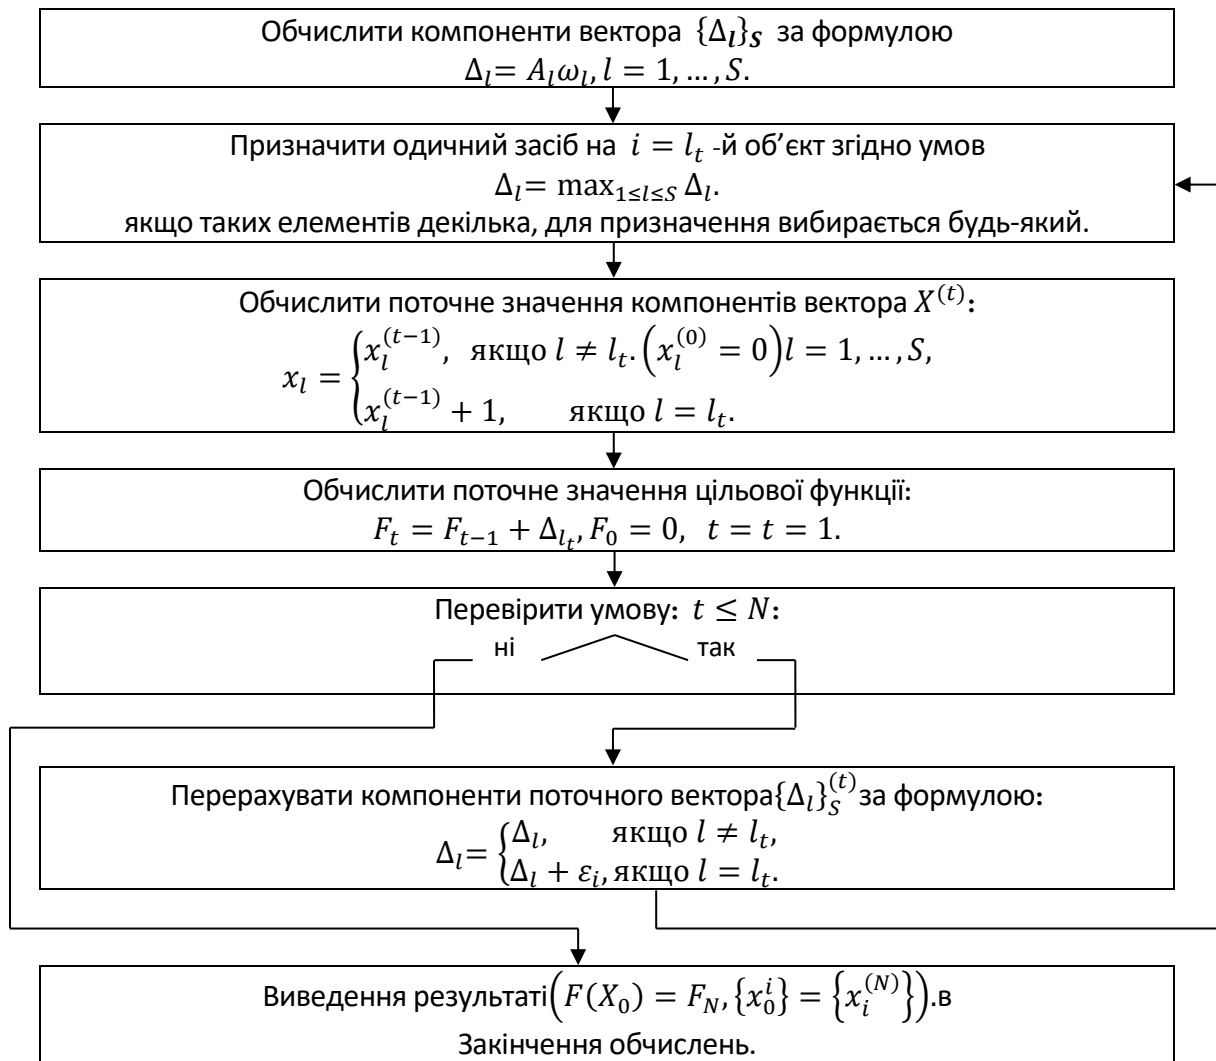 Обчислити компоненти вектора {Δ_l}_S за формулою
Δ_l = A_l ω_l, l = 1, … , S.
Призначити одичний засіб на i = l_t -й об’єкт згідно умов
Δ_l = max_{1≤l≤S} Δ_l.
якщо таких елементів декілька, для призначення вибирається будь-який.
Обчислити поточне значення компонентів вектора X^{(t)}:
x_l = { x_l^{(t−1)}, якщо l ≠ l_t. (x_l^{(0)} = 0) l = 1, … , S,
x_l^{(t−1)} + 1, якщо l = l_t.
Обчислити поточне значення цільової функції:
F_t = F_{t−1} + Δ_{l_t}, F_0 = 0, t = t = 1.
Перевірити умову: t ≤ N:
ні так
Перерахувати компоненти поточного вектора{Δ_l}_S^{(t)} за формулою:
Δ_l = { Δ_l, якщо l ≠ l_t,
Δ_l + ε_i, якщо l = l_t.
Виведення результаті(F(X_0) = F_N, {x_0^i} = {x_i^{(N)}}).в
Закінчення обчислень.